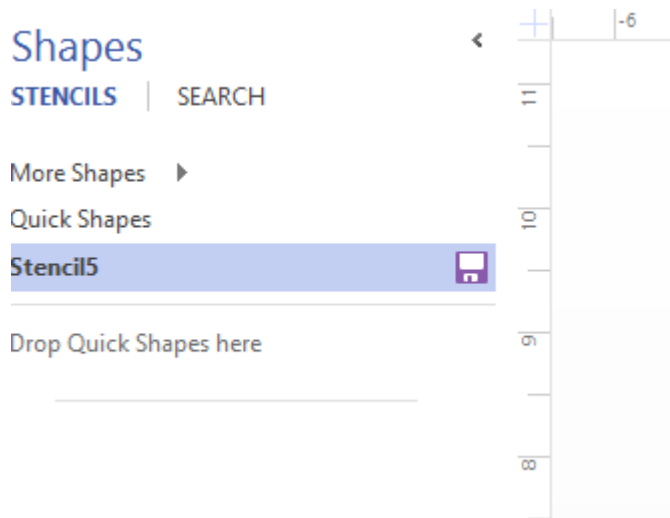 Shapes
STENCILS SEARCH
More Shapes
Quick Shapes
Stencil5
Drop Quick Shapes here
-6
11
10
9
8